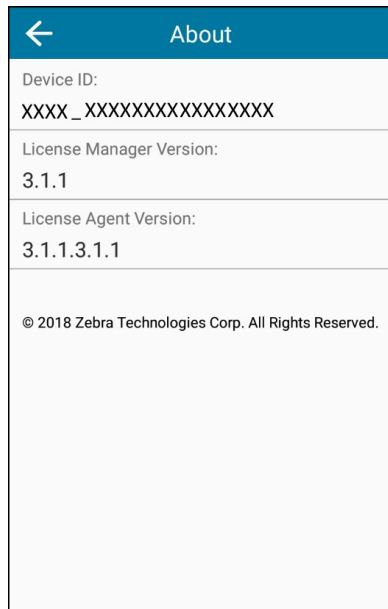 About
Device ID:
XXXX_XXXXXXXXXXXXXXXX
License Manager Version:
3.1.1
License Agent Version:
3.1.1.3.1.1
© 2018 Zebra Technologies Corp. All Rights Reserved.